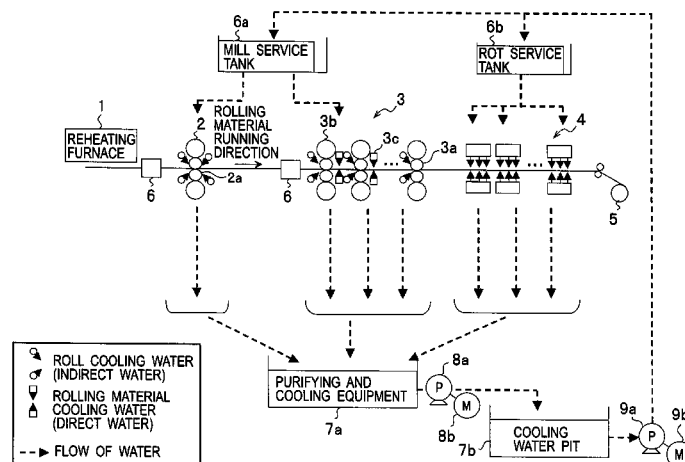 6a
MILL SERVICE
TANK
6b
ROT SERVICE
TANK
1
REHEATING
FURNACE
2
ROLLING
MATERIAL
RUNNING
DIRECTION
3b
3
3c
3a
4
2a
6
6
5
ROLL COOLING WATER
(INDIRECT WATER)
ROLLING MATERIAL
COOLING WATER
(DIRECT WATER)
FLOW OF WATER
PURIFYING AND
COOLING EQUIPMENT
7a
8a
P
M
8b
COOLING
WATER PIT
7b
9a
P
9b
M